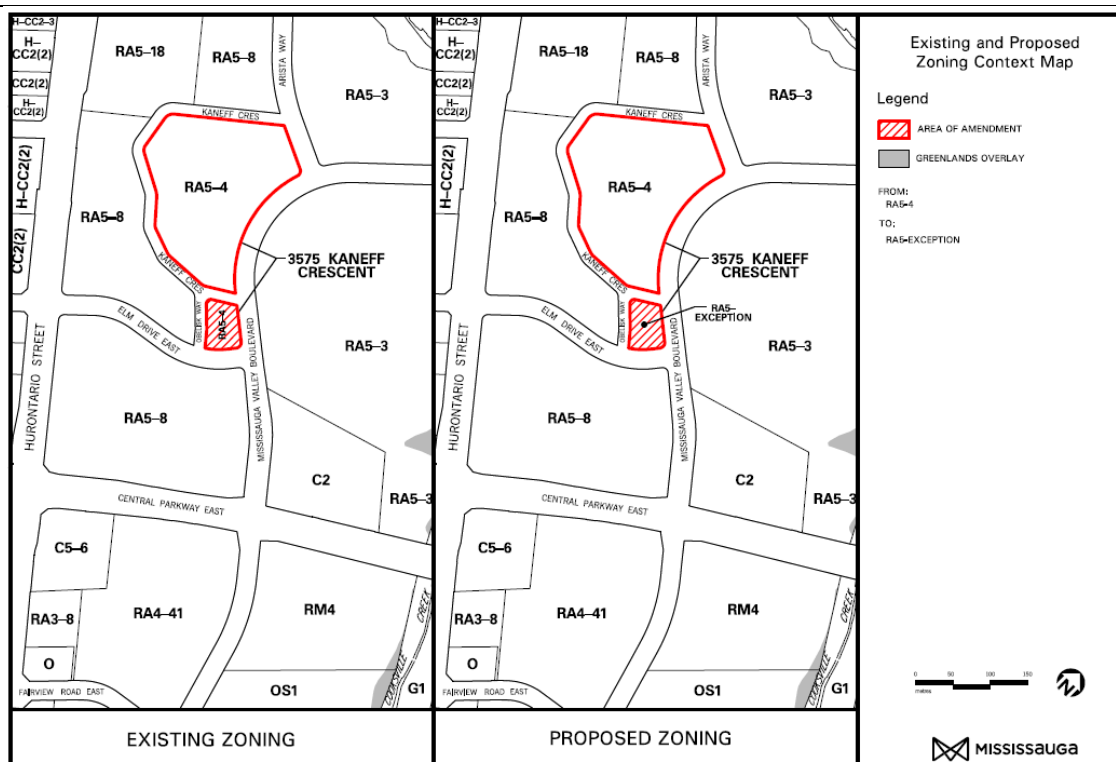 H-CC2-3
H-
CC2(2)
CC2(2)
H-
CC2(2)
RA5-18
RA5-8
ARISTA WAY
RA5-3
KANEFF CRES
H-CC2(2)
RA5-4
RA5-8
CC2(2)
3575 KANEFF
CRESCENT
KANEFF CRES
OBELISK WAY
RA5-4
ELM DRIVE EAST
RA5-3
HURONTARIO STREET
MISSISSAUGA VALLEY BOULEVARD
RA5-8
C2
RA5-3
CENTRAL PARKWAY EAST
C5-6
RA3-8
RA4-41
RM4
COOKSVILLE CREEK
O
FAIRVIEW ROAD EAST
OS1
G1
EXISTING ZONING
H-CC2-3
H-
CC2(2)
CC2(2)
H-
CC2(2)
RA5-18
RA5-8
ARISTA WAY
RA5-3
KANEFF CRES
H-CC2(2)
RA5-4
RA5-8
CC2(2)
3575 KANEFF
CRESCENT
KANEFF CRES
OBELISK WAY
RA5-
EXCEPTION
ELM DRIVE EAST
RA5-3
HURONTARIO STREET
MISSISSAUGA VALLEY BOULEVARD
RA5-8
C2
RA5-3
CENTRAL PARKWAY EAST
C5-6
RA3-8
RA4-41
RM4
COOKSVILLE CREEK
O
FAIRVIEW ROAD EAST
OS1
G1
PROPOSED ZONING
Existing and Proposed
Zoning Context Map
Legend
AREA OF AMENDMENT
GREENLANDS OVERLAY
FROM:
RA5-4
TO:
RA5-EXCEPTION
0 50 100 150
metres
MISSISSAUGA